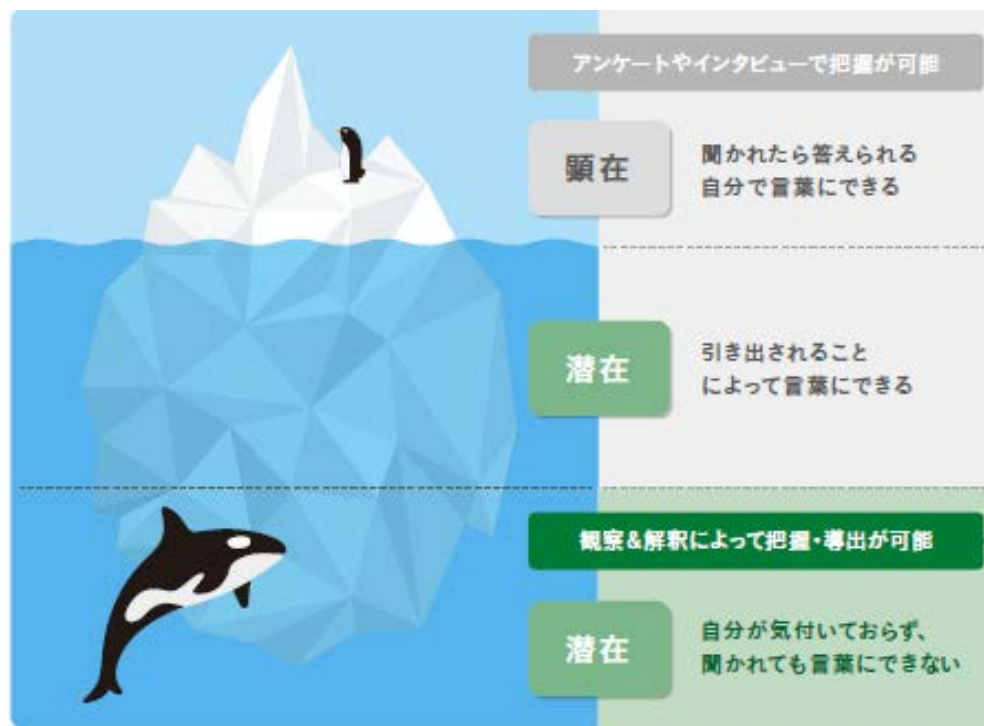 アンケートやインタビューで把握が可能
顕在
聞かれたら答えられる
自分で言葉にできる
潜在
引き出されること
によって言葉にできる
観察&解釈によって把握・導出が可能
潜在
自分が気付いておらず、
聞かれても言葉にできない